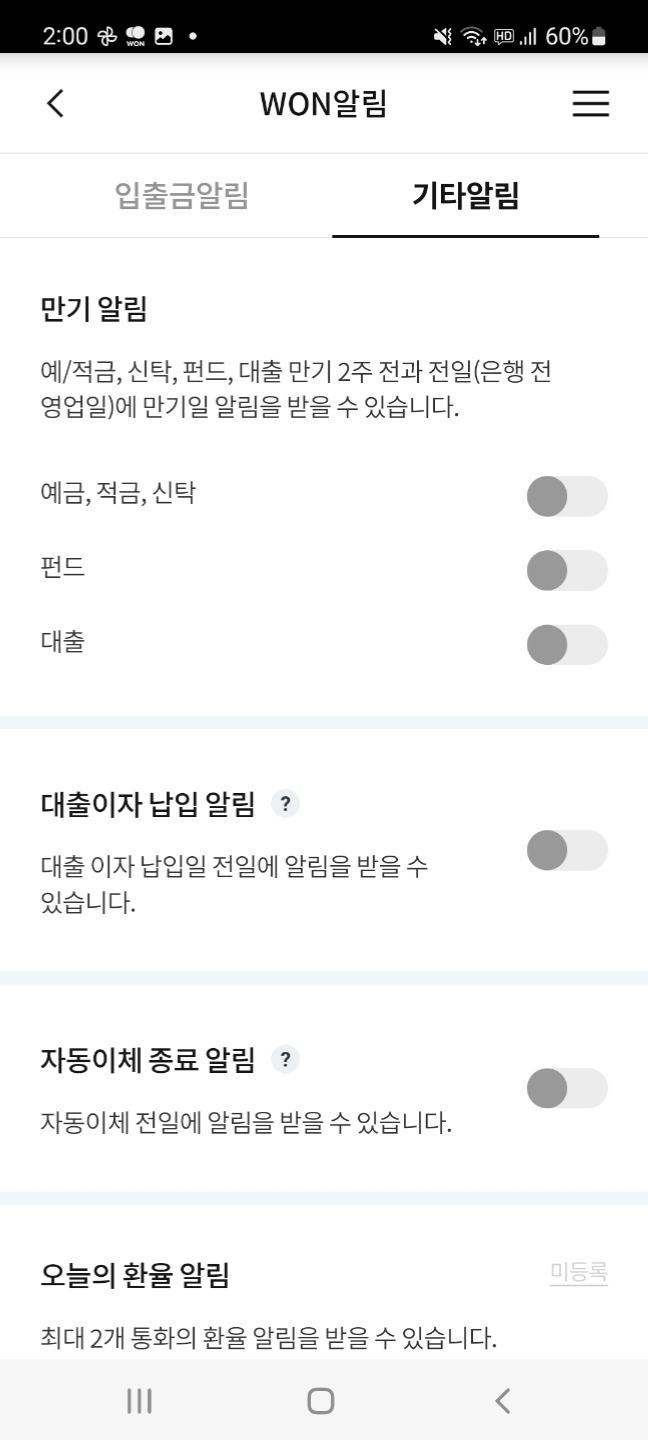 2:00 WON HD 60%
WON알림
입출금알림 기타알림
만기 알림
예/적금, 신탁, 펀드, 대출 만기 2주 전과 전일(은행 전
영업일)에 만기일 알림을 받을 수 있습니다.
예금, 적금, 신탁
펀드
대출
대출이자 납입 알림 ?
대출 이자 납입일 전일에 알림을 받을 수
있습니다.
자동이체 종료 알림 ?
자동이체 전일에 알림을 받을 수 있습니다.
오늘의 환율 알림 미등록
최대 2개 통화의 환율 알림을 받을 수 있습니다.